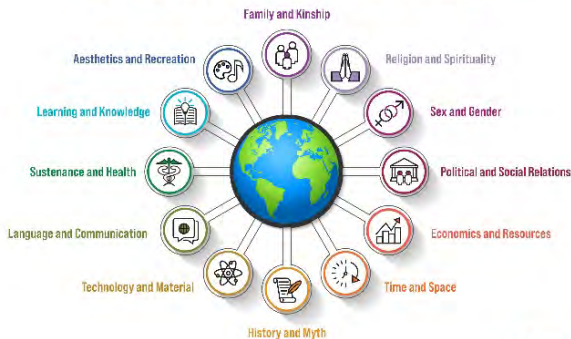 Family and Kinship
Aesthetics and Recreation
Religion and Spirituality
Learning and Knowledge
Sex and Gender
Sustenance and Health
Political and Social Relations
Language and Communication
Economics and Resources
Technology and Material
Time and Space
History and Myth